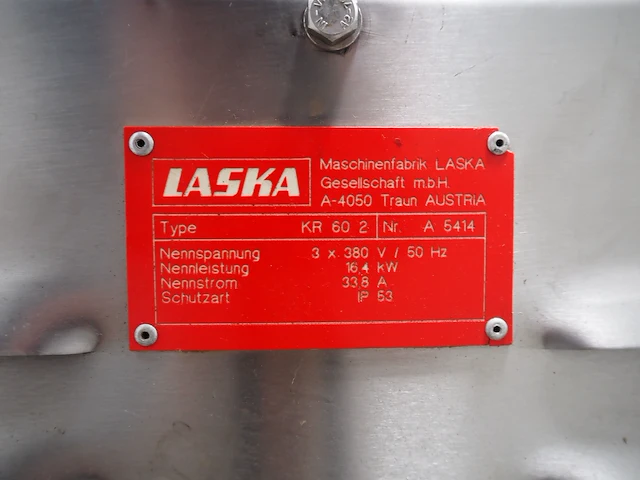 LASKA
Maschinenfabrik LASKA
Gesellschaft m.b.H.
A-4050 Traun AUSTRiA
Type KR 60 2 Nr. A 5414
Nennspannung 3 x 380 V / 50 Hz
Nennleistung 16,4 kW
Nennstrom 33,8 A
Schutzart IP 53